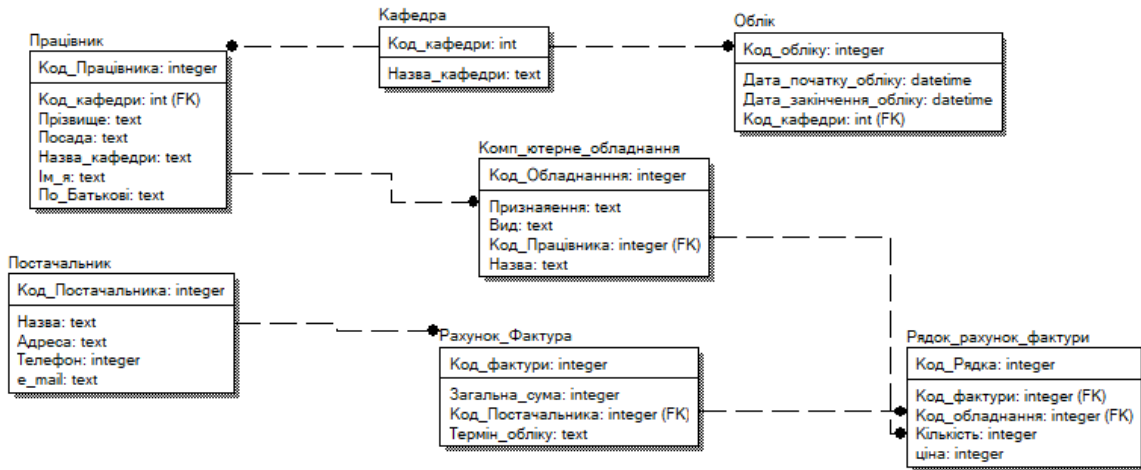 Кафедра
Код_кафедри: int
Назва_кафедри: text
Облік
Код_обліку: integer
Дата_початку_обліку: datetime
Дата_закінчення_обліку: datetime
Код_кафедри: int (FK)
Працівник
Код_Працівника: integer
Код_кафедри: int (FK)
Прізвище: text
Посада: text
Назва_кафедри: text
Ім_я: text
По_Батькові: text
Комп_ютерне_обладнання
Код_Обладнанння: integer
Признаяення: text
Вид: text
Код_Працівника: integer (FK)
Назва: text
Постачальник
Код_Постачальника: integer
Назва: text
Адреса: text
Телефон: integer
e_mail: text
Рахунок_Фактура
Код_фактури: integer
Загальна_сума: integer
Код_Постачальника: integer (FK)
Термін_обліку: text
Рядок_рахунок_фактури
Код_Рядка: integer
Код_фактури: integer (FK)
Код_обладнання: integer (FK)
Кількість: integer
ціна: integer